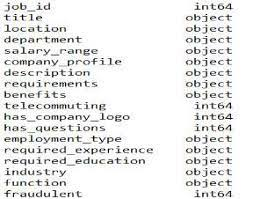 job_id int64
title object
location object
department object
salary_range object
company_profile object
description object
requirements object
benefits object
telecommuting int64
has_company_logo int64
has_questions int64
employment_type object
required_experience object
required_education object
industry object
function object
fraudulent int64